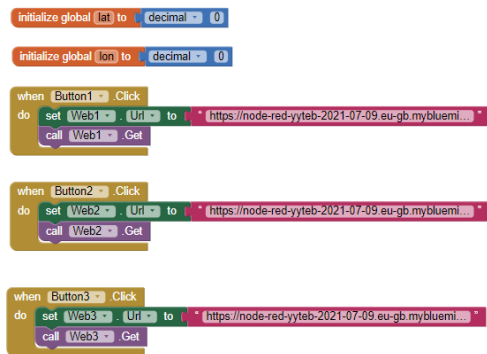 initialize global lat to decimal 0
initialize global lon to decimal 0
when Button1 .Click
do set Web1 . Url to " https://node-red-yyteb-2021-07-09.eu-gb.mybluemi... "
call Web1 .Get
when Button2 .Click
do set Web2 . Url to " https://node-red-yyteb-2021-07-09.eu-gb.mybluemi... "
call Web2 .Get
when Button3 .Click
do set Web3 . Url to " https://node-red-yyteb-2021-07-09.eu-gb.mybluemi... "
call Web3 .Get